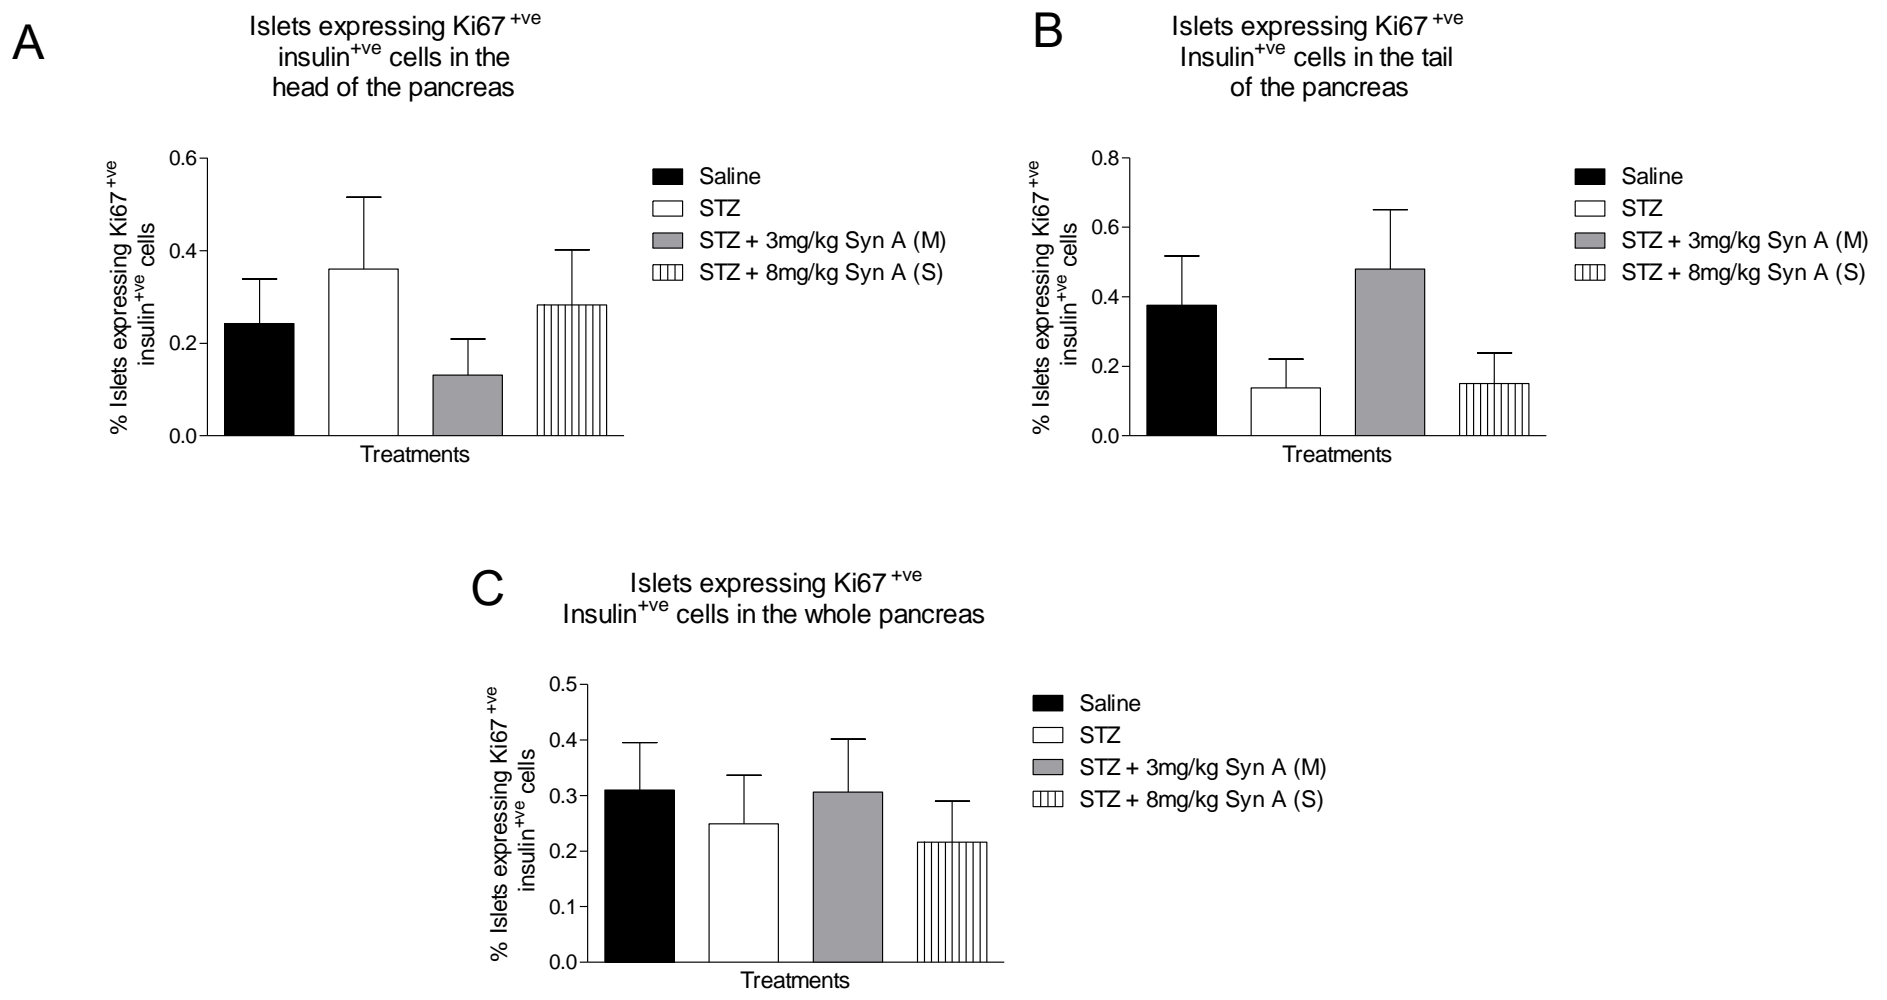 A
Islets expressing Ki67+ve
insulin+ve cells in the
head of the pancreas
% Islets expressing Ki67+ve
insulin+ve cells
0.6
0.4
0.2
0.0
Treatments
Saline
STZ
STZ + 3mg/kg Syn A (M)
STZ + 8mg/kg Syn A (S)
B
Islets expressing Ki67+ve
Insulin+ve cells in the tail
of the pancreas
% Islets expressing Ki67+ve
insulin+ve cells
0.8
0.6
0.4
0.2
0.0
Treatments
Saline
STZ
STZ + 3mg/kg Syn A (M)
STZ + 8mg/kg Syn A (S)
C
Islets expressing Ki67+ve
Insulin+ve cells in the whole pancreas
% Islets expressing Ki67+ve
insulin+ve cells
0.5
0.4
0.3
0.2
0.1
0.0
Treatments
Saline
STZ
STZ + 3mg/kg Syn A (M)
STZ + 8mg/kg Syn A (S)